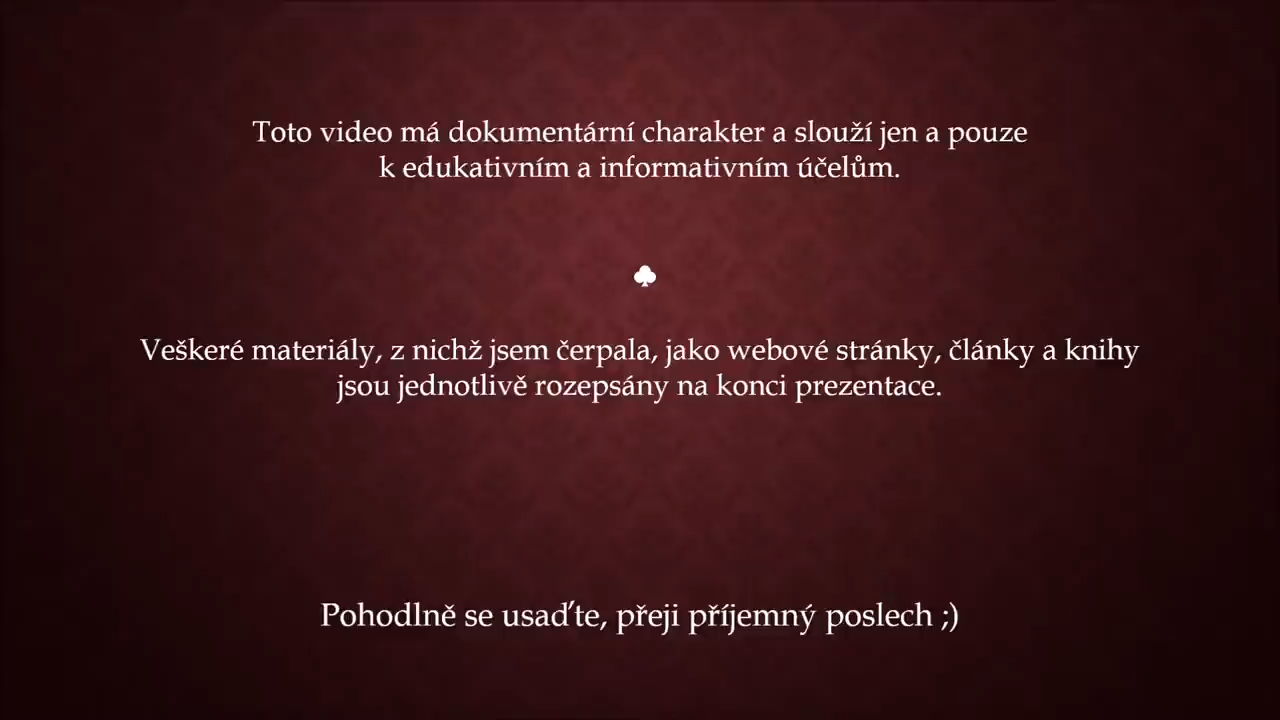 Toto video má dokumentární charakter a slouží jen a pouze
k edukativním a informativním účelům.
♣
Veškeré materiály, z nichž jsem čerpala, jako webové stránky, články a knihy
jsou jednotlivě rozepsány na konci prezentace.
Pohodlně se usaďte, přeji příjemný poslech ;)